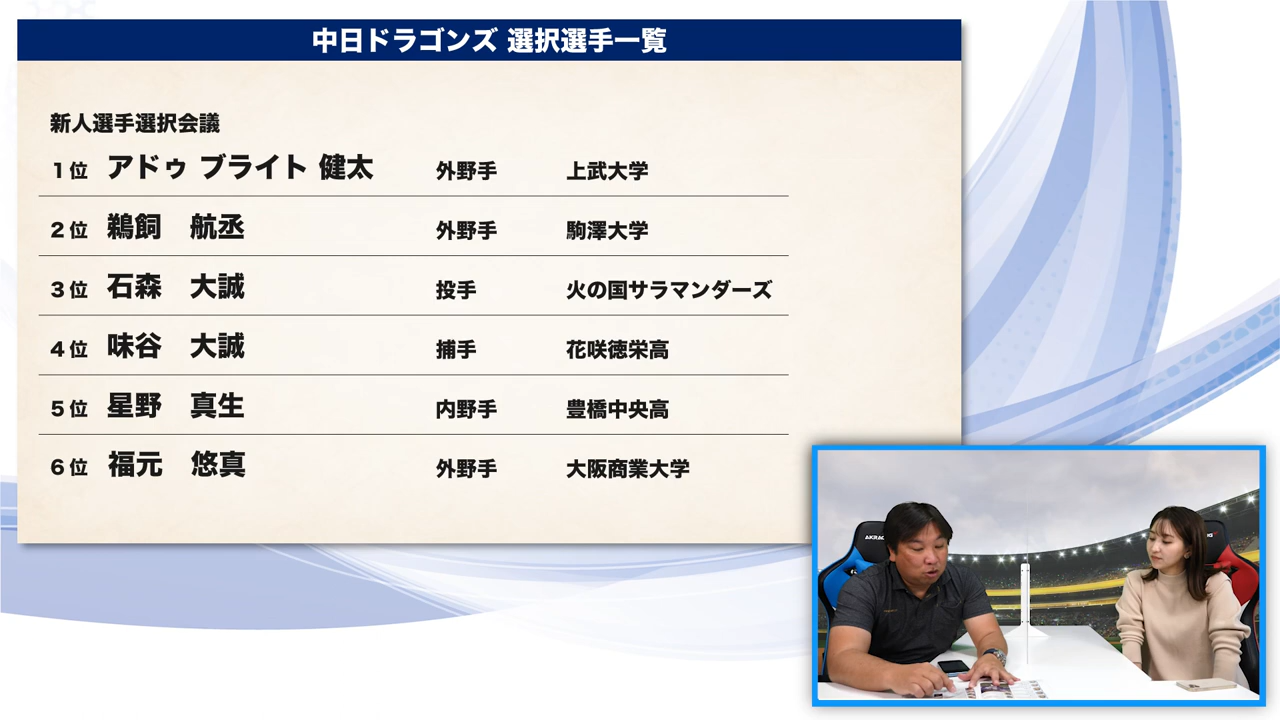 中日ドラゴンズ 選択選手一覧
新人選手選択会議
1位 アドゥ ブライト 健太 外野手 上武大学
2位 鵜飼 航丞 外野手 駒澤大学
3位 石森 大誠 投手 火の国サラマンダーズ
4位 味谷 大誠 捕手 花咲徳栄高
5位 星野 真生 内野手 豊橋中央高
6位 福元 悠真 外野手 大阪商業大学